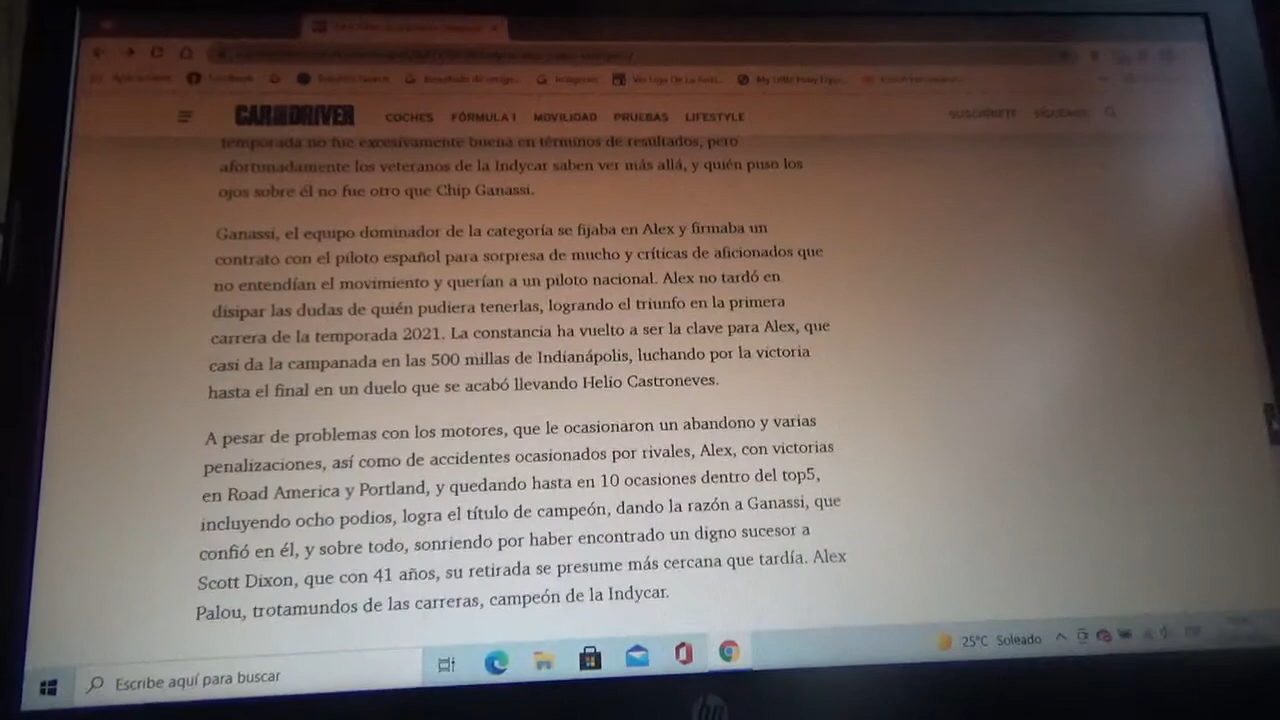 CAR AND DRIVER
COCHES FÓRMULA 1 MOVILIDAD PRUEBAS LIFESTYLE
SUSCRÍBETE
temporada no fue excesivamente buena en términos de resultados, pero
afortunadamente los veteranos de la Indycar saben ver más allá, y quién puso los
ojos sobre él no fue otro que Chip Ganassi.
Ganassi, el equipo dominador de la categoría se fijaba en Alex y firmaba un
contrato con el piloto español para sorpresa de mucho y críticas de aficionados que
no entendían el movimiento y querían a un piloto nacional. Alex no tardó en
disipar las dudas de quién pudiera tenerlas, logrando el triunfo en la primera
carrera de la temporada 2021. La constancia ha vuelto a ser la clave para Alex, que
casi da la campanada en las 500 millas de Indianápolis, luchando por la victoria
hasta el final en un duelo que se acabó llevando Helio Castroneves.
A pesar de problemas con los motores, que le ocasionaron un abandono y varias
penalizaciones, así como de accidentes ocasionados por rivales, Alex, con victorias
en Road America y Portland, y quedando hasta en 10 ocasiones dentro del top5,
incluyendo ocho podios, logra el título de campeón, dando la razón a Ganassi, que
confió en él, y sobre todo, sonriendo por haber encontrado un digno sucesor a
Scott Dixon, que con 41 años, su retirada se presume más cercana que tardía. Alex
Palou, trotamundos de las carreras, campeón de la Indycar.
Escribe aquí para buscar
25°C Soleado
hp